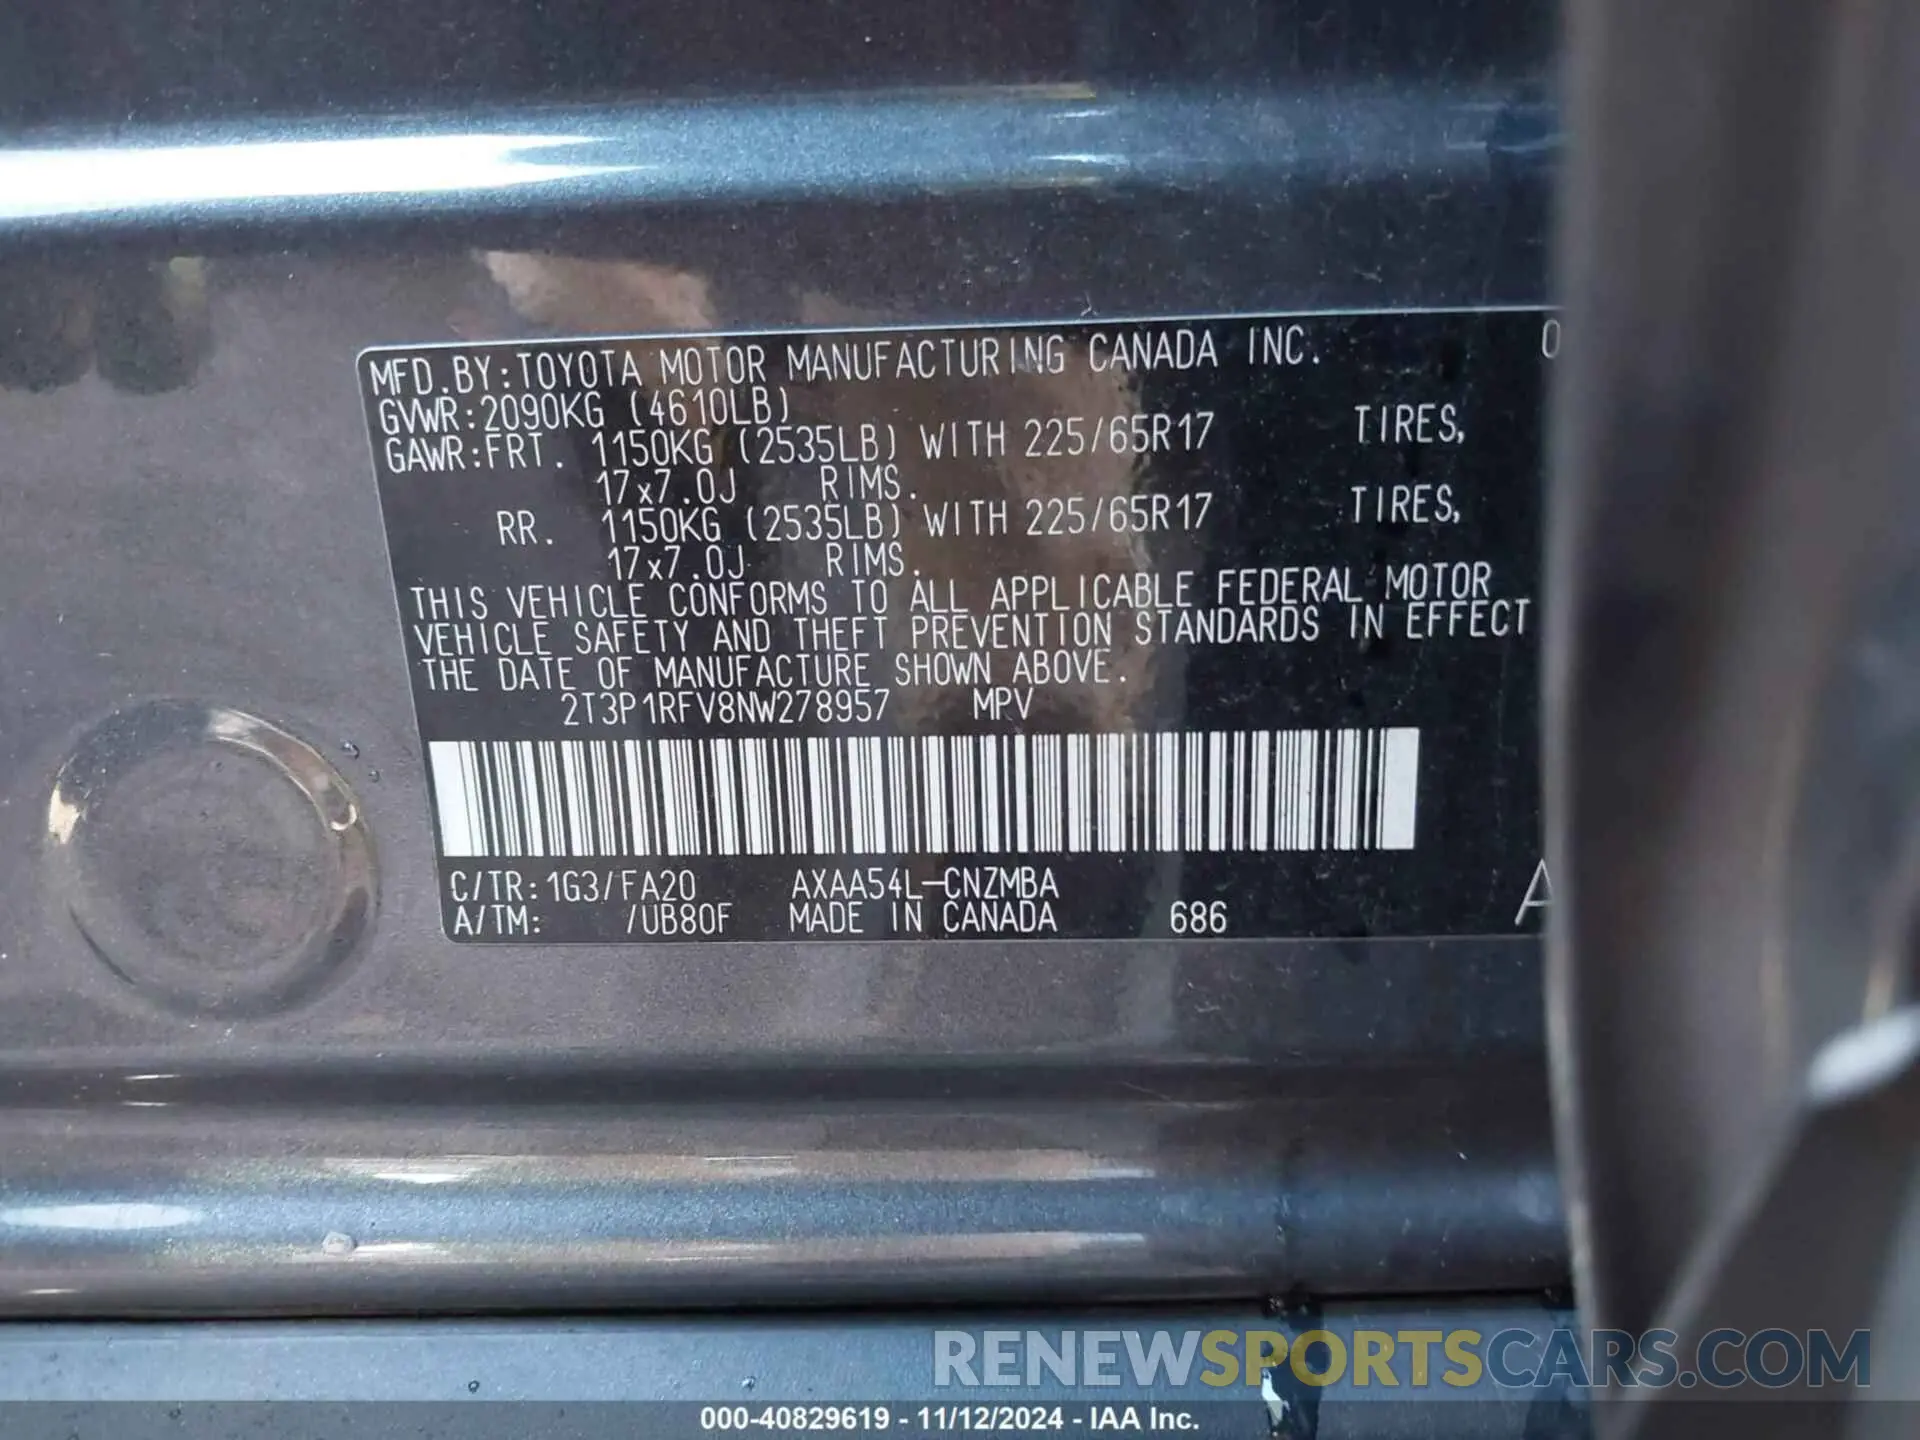 MFD.BY:TOYOTA MOTOR MANUFACTURING CANADA INC. 0
GVWR:2090KG (4610LB)
GAWR:FRT. 1150KG (2535LB) WITH 225/65R17 TIRES,
17x7.0J RIMS.
RR. 1150KG (2535LB) WITH 225/65R17 TIRES,
17x7.0J RIMS.
THIS VEHICLE CONFORMS TO ALL APPLICABLE FEDERAL MOTOR
VEHICLE SAFETY AND THEFT PREVENTION STANDARDS IN EFFECT
THE DATE OF MANUFACTURE SHOWN ABOVE.
2T3P1RFV8NW278957 MPV
C/TR:1G3/FA20 AXAA54L-CNZMBA
A/TM: /UB80F MADE IN CANADA 686 A
RENEWSPORTSCARS.COM
000-40829619 - 11/12/2024 - IAA Inc.